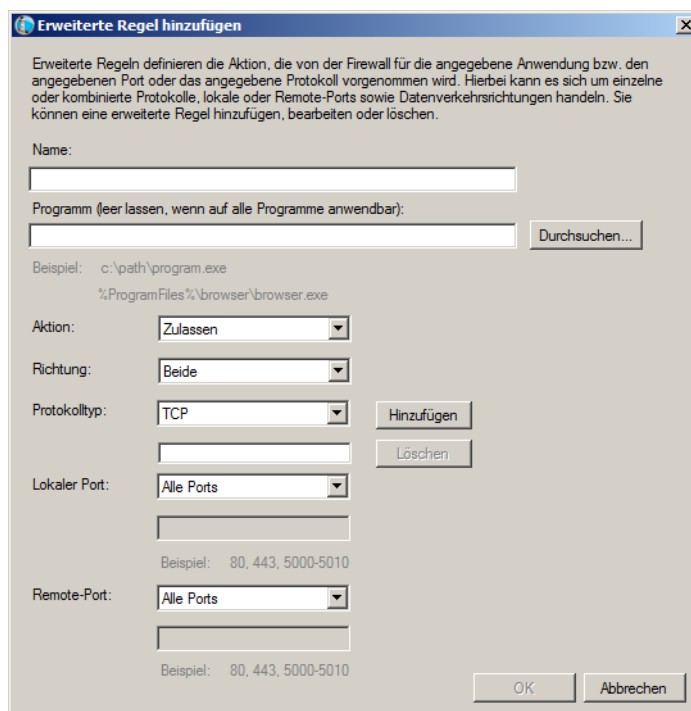 Erweiterte Regel hinzufügen
Erweiterte Regeln definieren die Aktion, die von der Firewall für die angegebene Anwendung bzw. den
angegebenen Port oder das angegebene Protokoll vorgenommen wird. Hierbei kann es sich um einzelne
oder kombinierte Protokolle, lokale oder Remote-Ports sowie Datenverkehrsrichtungen handeln. Sie
können eine erweiterte Regel hinzufügen, bearbeiten oder löschen.
Name:
Programm (leer lassen, wenn auf alle Programme anwendbar):
Durchsuchen...
Beispiel: c:\path\program.exe
%ProgramFiles%\browser\browser.exe
Aktion: Zulassen
Richtung: Beide
Protokolltyp: TCP Hinzufügen
Löschen
Lokaler Port: Alle Ports
Beispiel: 80, 443, 5000-5010
Remote-Port: Alle Ports
Beispiel: 80, 443, 5000-5010
OK Abbrechen